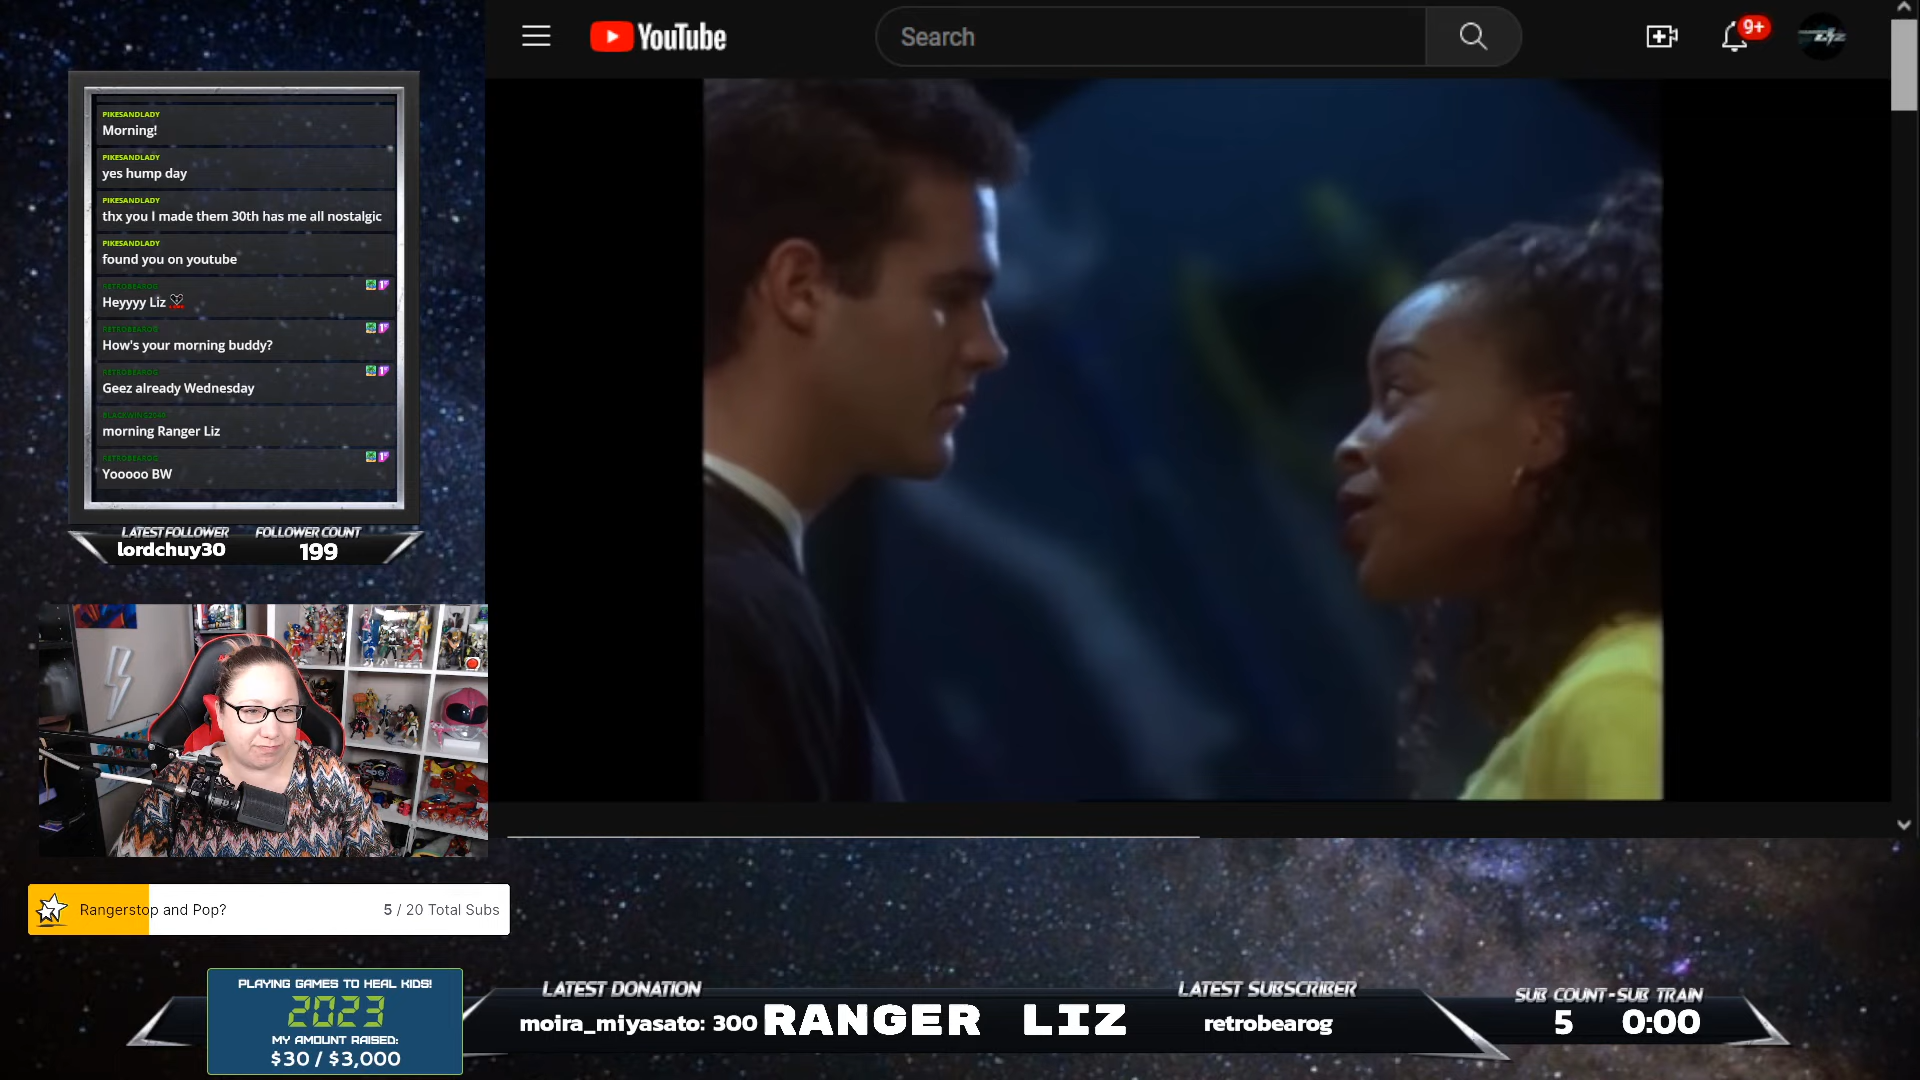 YouTube
Search
9+
PIKESANDLADY
Morning!
PIKESANDLADY
yes hump day
PIKESANDLADY
thx you I made them 30th has me all nostalgic
PIKESANDLADY
found you on youtube
RETROBEAROG
Heyyyy Liz
RETROBEAROG
How's your morning buddy?
RETROBEAROG
Geez already Wednesday
morning Ranger Liz
RETROBEAROG
Yooooo BW
LATEST FOLLOWER FOLLOWER COUNT
lordchuy30 199
Rangerstop and Pop? 5 / 20 Total Subs
PLAYING GAMES TO HEAL KIDS!
2023
MY AMOUNT RAISED:
$30 / $3,000
LATEST DONATION
moira_miyasato: 300
RANGER LIZ
LATEST SUBSCRIBER
retrobearog
SUB COUNT - SUB TRAIN
5 0:00